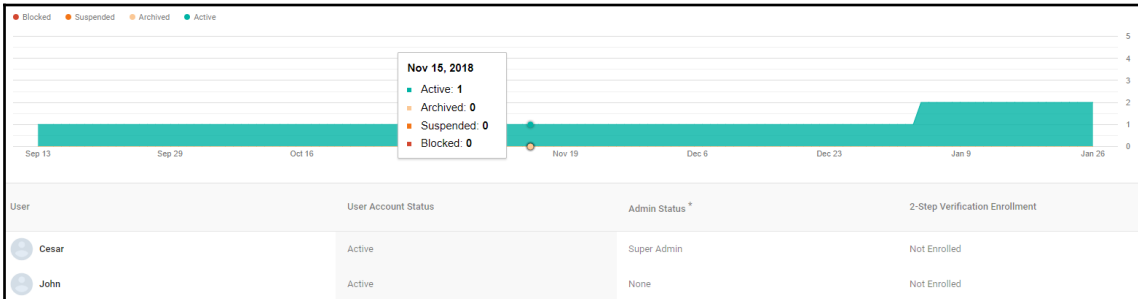 Blocked Suspended Archived Active
5
4
3
2
1
0
Nov 15, 2018
Active: 1
Archived: 0
Suspended: 0
Blocked: 0
Sep 13 Sep 29 Oct 16 Nov 19 Dec 6 Dec 23 Jan 9 Jan 26
User User Account Status Admin Status * 2-Step Verification Enrollment
Cesar Active Super Admin Not Enrolled
John Active None Not Enrolled